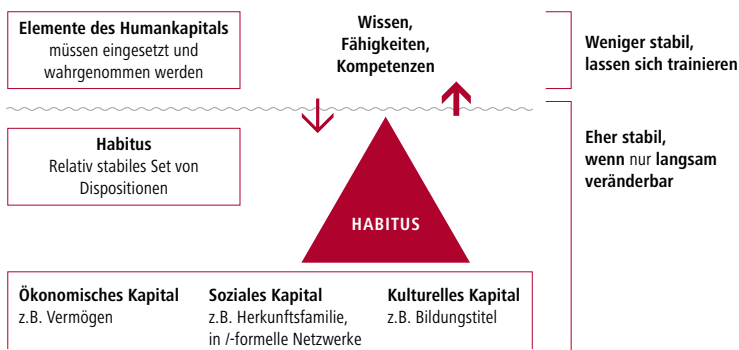 Elemente des Humankapitals
müssen eingesetzt und
wahrgenommen werden
Wissen,
Fähigkeiten,
Kompetenzen
Weniger stabil,
lassen sich trainieren
Habitus
Relativ stabiles Set von
Dispositionen
HABITUS
Eher stabil,
wenn nur langsam
veränderbar
Ökonomisches Kapital
z.B. Vermögen
Soziales Kapital
z.B. Herkunftsfamilie,
in /-formelle Netzwerke
Kulturelles Kapital
z.B. Bildungstitel